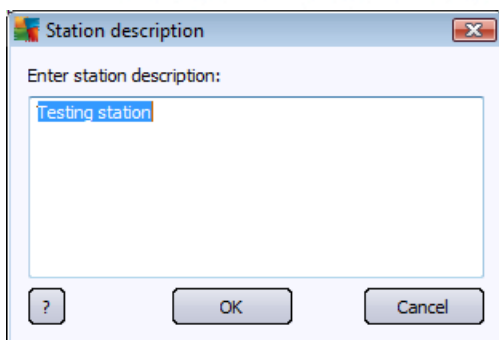 Station description
Enter station description:
Testing station
?
OK
Cancel